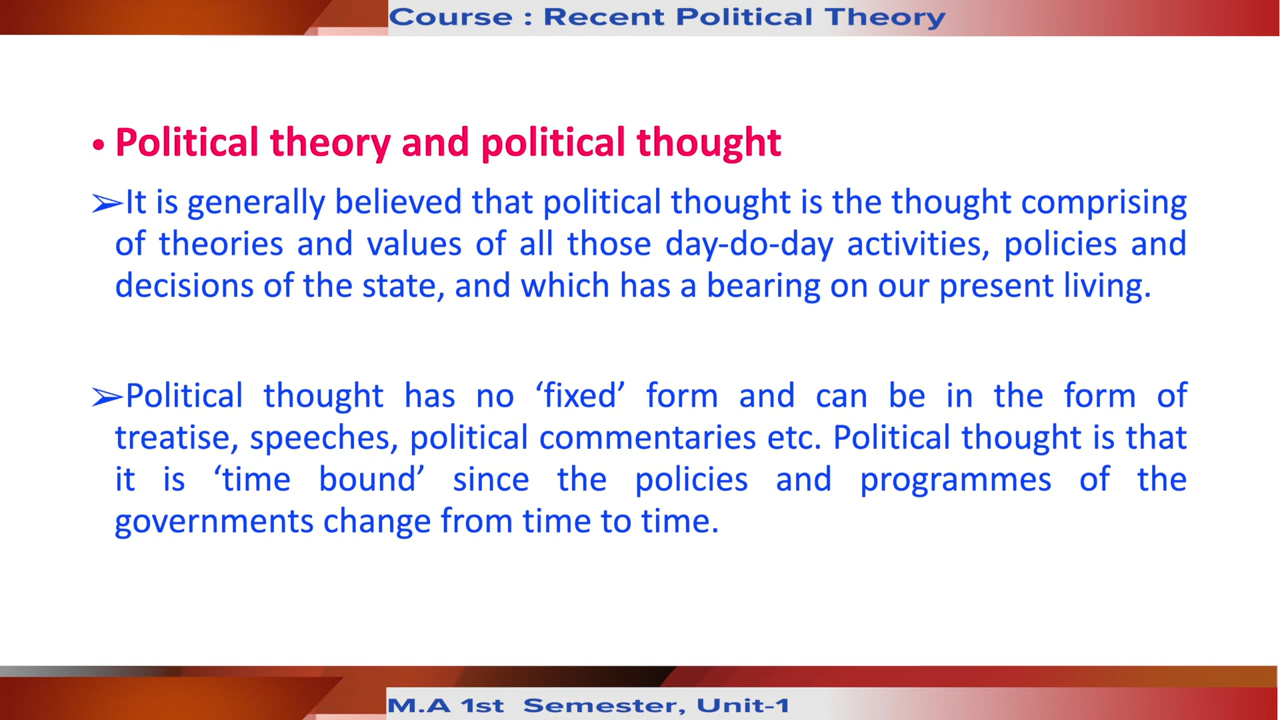 Course : Recent Political Theory
• Political theory and political thought
➢It is generally believed that political thought is the thought comprising
of theories and values of all those day-do-day activities, policies and
decisions of the state, and which has a bearing on our present living.
➢Political thought has no ‘fixed’ form and can be in the form of
treatise, speeches, political commentaries etc. Political thought is that
it is ‘time bound’ since the policies and programmes of the
governments change from time to time.
M.A 1st Semester, Unit-1